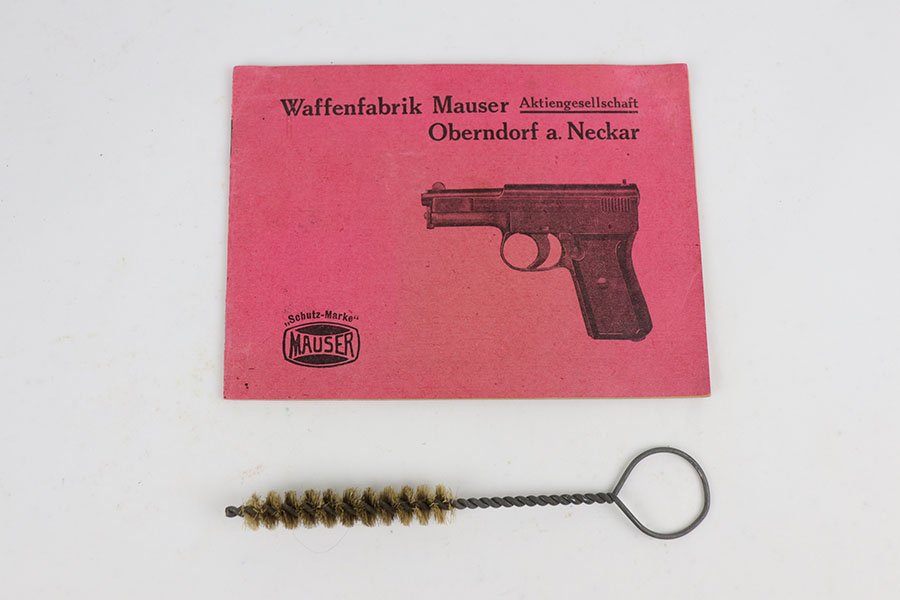 Waffenfabrik Mauser Aktiengesellschaft
Oberndorf a. Neckar
„Schutz-Marke“
MAUSER